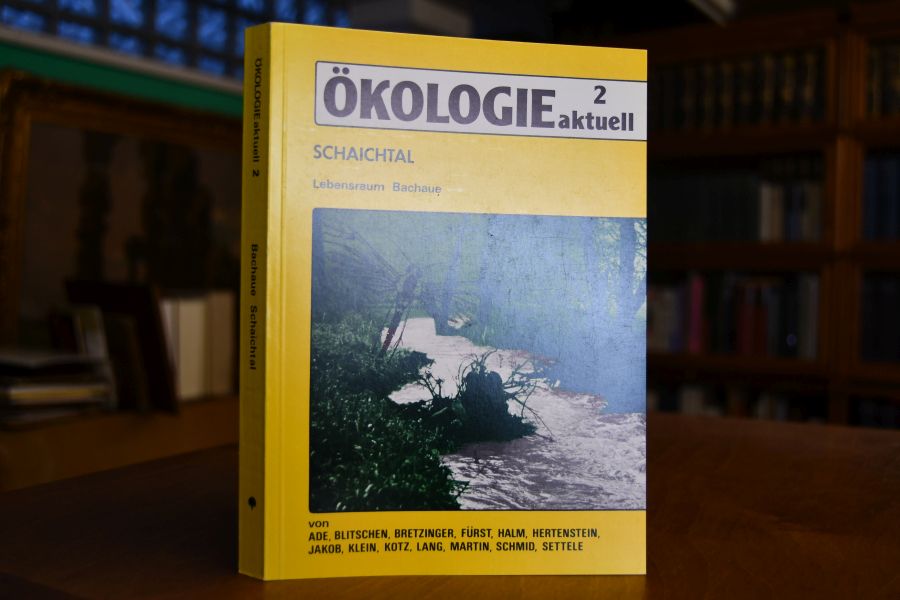 ÖKOLOGIE aktuell 2
Bachaue Schaichtal
ÖKOLOGIE 2
aktuell
SCHAICHTAL
Lebensraum Bachaue
von
ADE, BLITSCHEN, BRETZINGER, FÜRST, HALM, HERTENSTEIN,
JAKOB, KLEIN, KOTZ, LANG, MARTIN, SCHMID, SETTELE